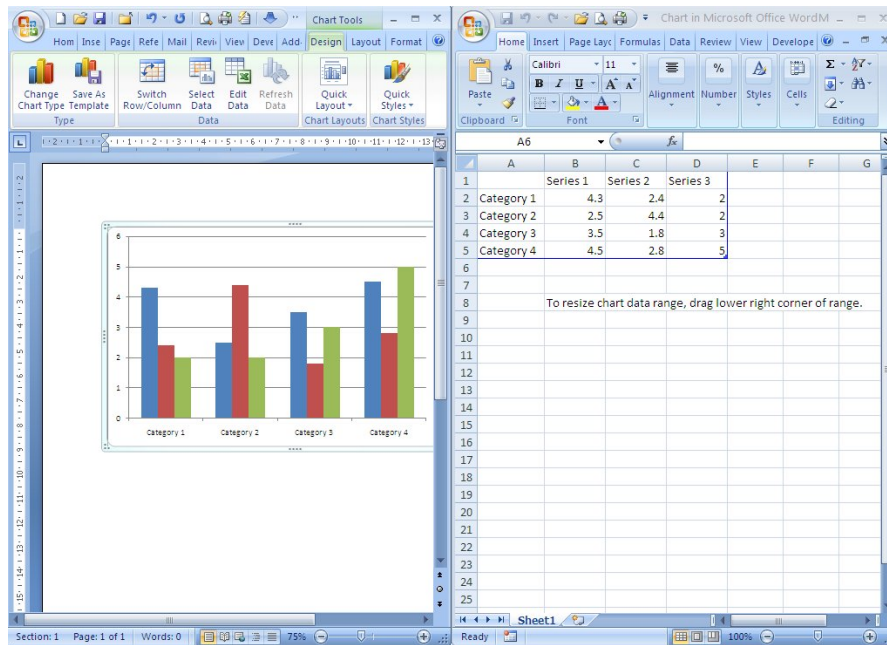 Chart Tools
Hom Inse Page Refe Mail Revi View Deve Add- Design Layout Format
Change Chart Type
Save As Template
Switch Row/Column
Select Data
Edit Data
Refresh Data
Quick Layout
Quick Styles
Type
Data
Chart Layouts
Chart Styles
6
5
4
3
2
1
0
Category 1 Category 2 Category 3 Category 4
Section: 1 Page: 1 of 1 Words: 0 75%
Chart in Microsoft Office WordM
Home Insert Page Layc Formulas Data Review View Develope
Paste
Calibri 11
B I U A A
A
Alignment
%
Number
Styles
Cells
Σ
Clipboard Font Editing
A6 fx
A B C D E F G
1 Series 1 Series 2 Series 3
2 Category 1 4.3 2.4 2
3 Category 2 2.5 4.4 2
4 Category 3 3.5 1.8 3
5 Category 4 4.5 2.8 5
6
7
8 To resize chart data range, drag lower right corner of range.
9
10
11
12
13
14
15
16
17
18
19
20
21
22
23
24
25
Sheet1
Ready 100%